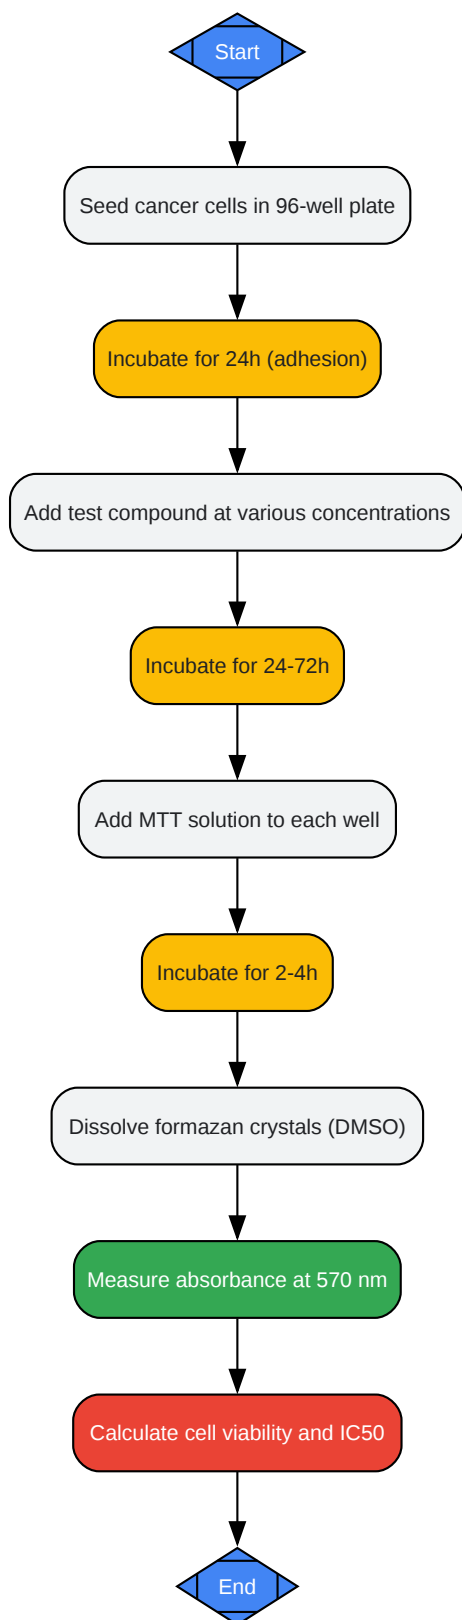 Start
Seed cancer cells in 96-well plate
Incubate for 24h (adhesion)
Add test compound at various concentrations
Incubate for 24-72h
Add MTT solution to each well
Incubate for 2-4h
Dissolve formazan crystals (DMSO)
Measure absorbance at 570 nm
Calculate cell viability and IC50
End